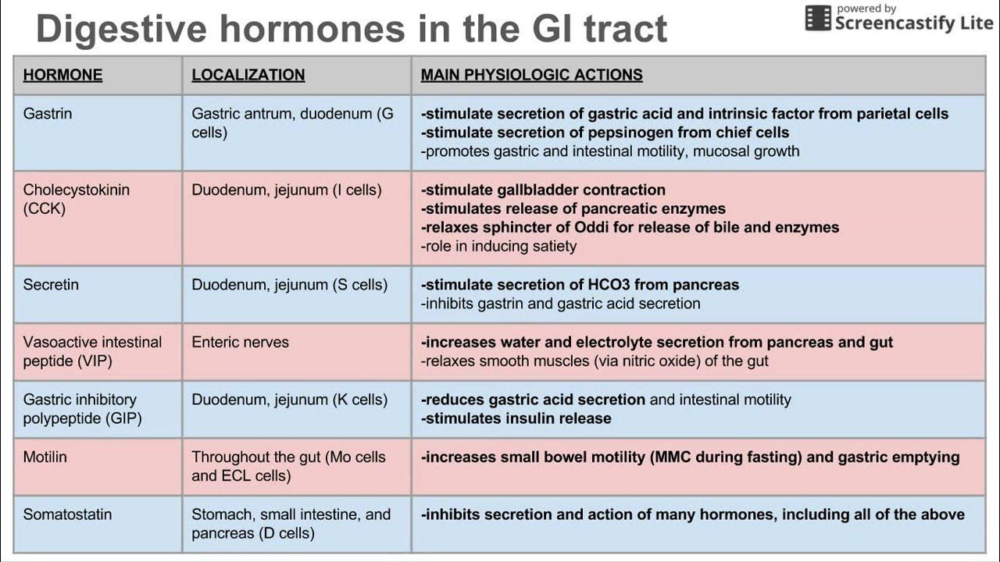 Digestive hormones in the GI tract
powered by
Screencastify Lite
HORMONE
LOCALIZATION
MAIN PHYSIOLOGIC ACTIONS
Gastrin
Gastric antrum, duodenum (G
cells)
-stimulate secretion of gastric acid and intrinsic factor from parietal cells
-stimulate secretion of pepsinogen from chief cells
-promotes gastric and intestinal motility, mucosal growth
Cholecystokinin
(CCK)
Duodenum, jejunum (I cells)
-stimulate gallbladder contraction
-stimulates release of pancreatic enzymes
-relaxes sphincter of Oddi for release of bile and enzymes
-role in inducing satiety
Secretin
Duodenum, jejunum (S cells)
-stimulate secretion of HCO3 from pancreas
-inhibits gastrin and gastric acid secretion
Vasoactive intestinal
peptide (VIP)
Enteric nerves
-increases water and electrolyte secretion from pancreas and gut
-relaxes smooth muscles (via nitric oxide) of the gut
Gastric inhibitory
polypeptide (GIP)
Duodenum, jejunum (K cells)
-reduces gastric acid secretion and intestinal motility
-stimulates insulin release
Motilin
Throughout the gut (Mo cells
and ECL cells)
-increases small bowel motility (MMC during fasting) and gastric emptying
Somatostatin
Stomach, small intestine, and
pancreas (D cells)
-inhibits secretion and action of many hormones, including all of the above